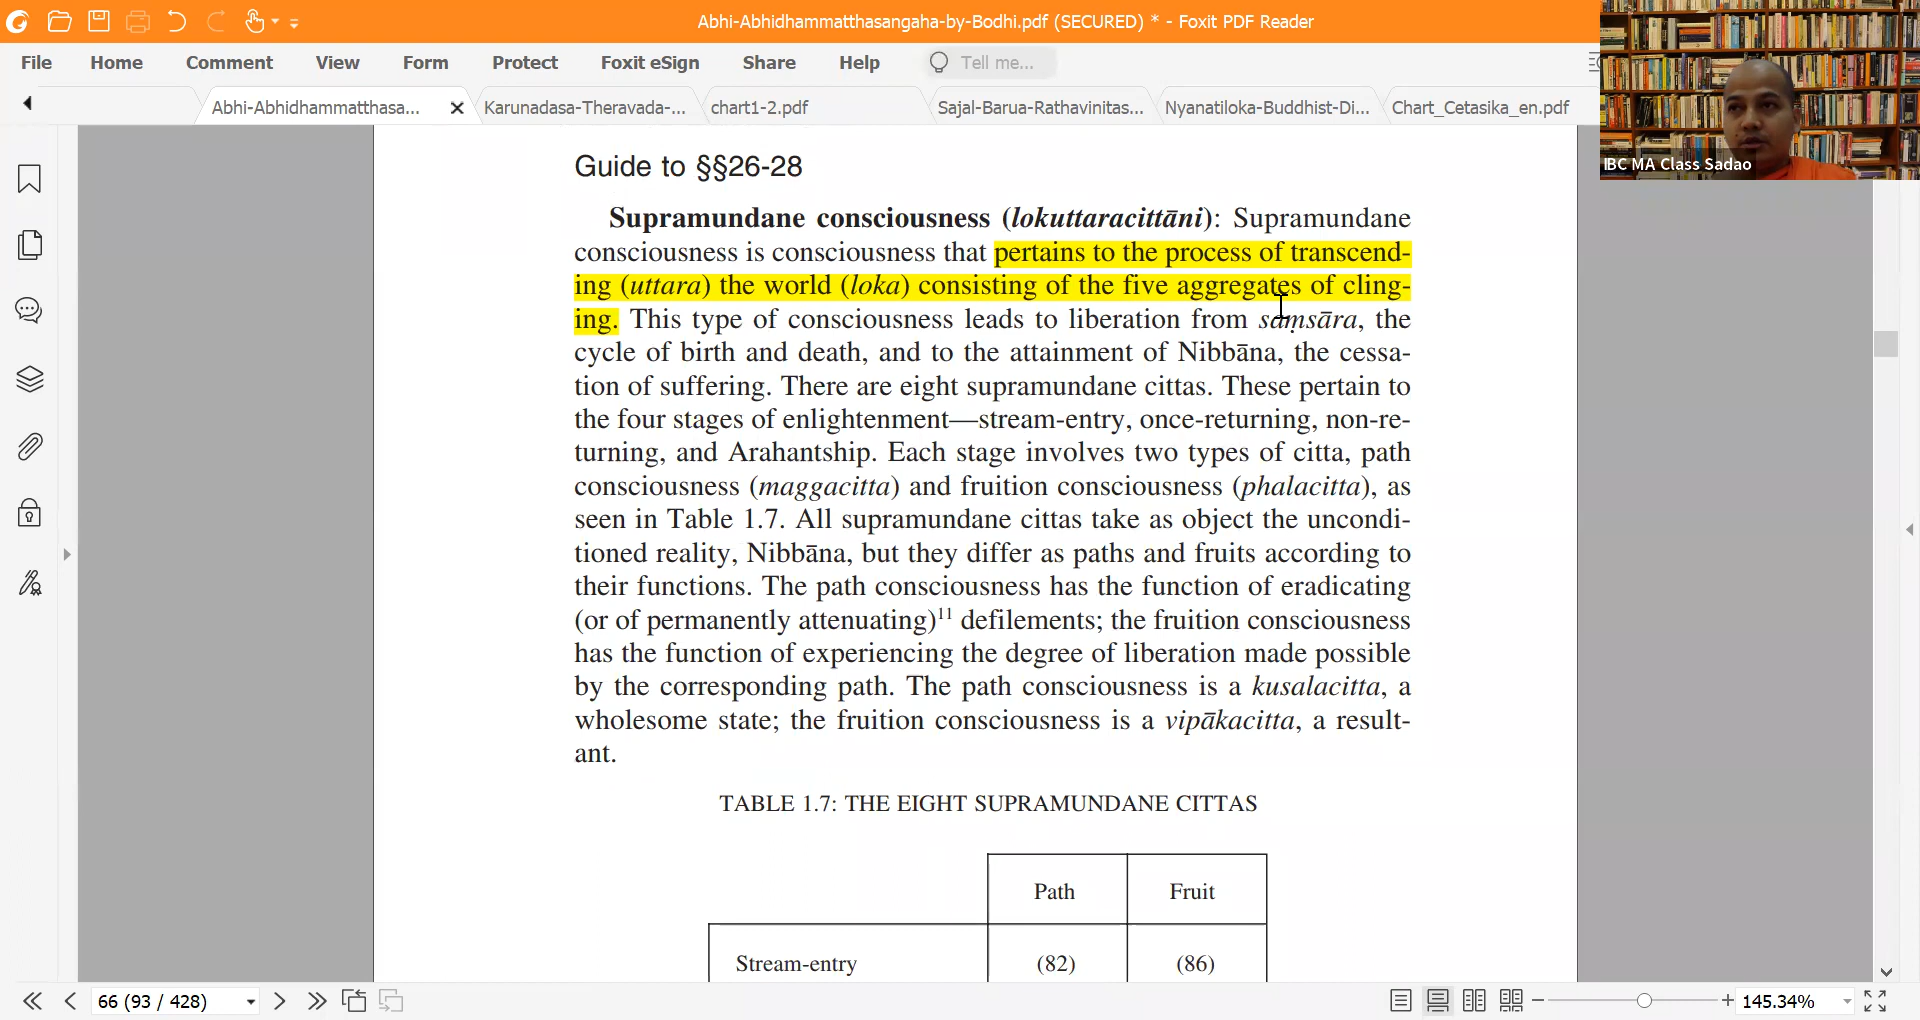 Abhi-Abhidhammatthasangaha-by-Bodhi.pdf (SECURED) * - Foxit PDF Reader
File Home Comment View Form Protect Foxit eSign Share Help Tell me...
Abhi-Abhidhammatthasa... Karunadasa-Theravada-... chart1-2.pdf Sajal-Barua-Rathavinitas... Nyanatiloka-Buddhist-Di... Chart_Cetasika_en.pdf
IBC MA Class Sadao
Guide to §§26-28
Supramundane consciousness (lokuttaracittāni): Supramundane
consciousness is consciousness that pertains to the process of transcend-
ing (uttara) the world (loka) consisting of the five aggregates of cling-
ing. This type of consciousness leads to liberation from saṃsāra, the
cycle of birth and death, and to the attainment of Nibbāna, the cessa-
tion of suffering. There are eight supramundane cittas. These pertain to
the four stages of enlightenment—stream-entry, once-returning, non-re-
turning, and Arahantship. Each stage involves two types of citta, path
consciousness (maggacitta) and fruition consciousness (phalacitta), as
seen in Table 1.7. All supramundane cittas take as object the uncondi-
tioned reality, Nibbāna, but they differ as paths and fruits according to
their functions. The path consciousness has the function of eradicating
(or of permanently attenuating)¹¹ defilements; the fruition consciousness
has the function of experiencing the degree of liberation made possible
by the corresponding path. The path consciousness is a kusalacitta, a
wholesome state; the fruition consciousness is a vipākacitta, a result-
ant.
TABLE 1.7: THE EIGHT SUPRAMUNDANE CITTAS
Path Fruit
Stream-entry (82) (86)
66 (93 / 428) 145.34%